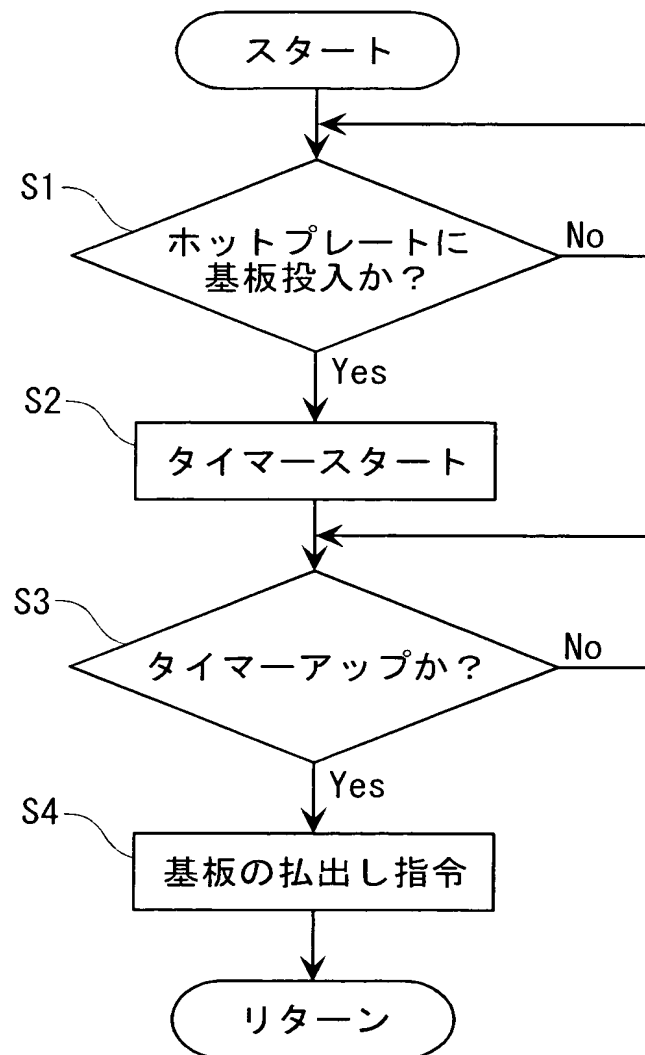 スタート
S1
ホットプレートに
基板投入か？
No
Yes
S2
タイマースタート
S3
タイマーアップか？
No
Yes
S4
基板の払出し指令
リターン